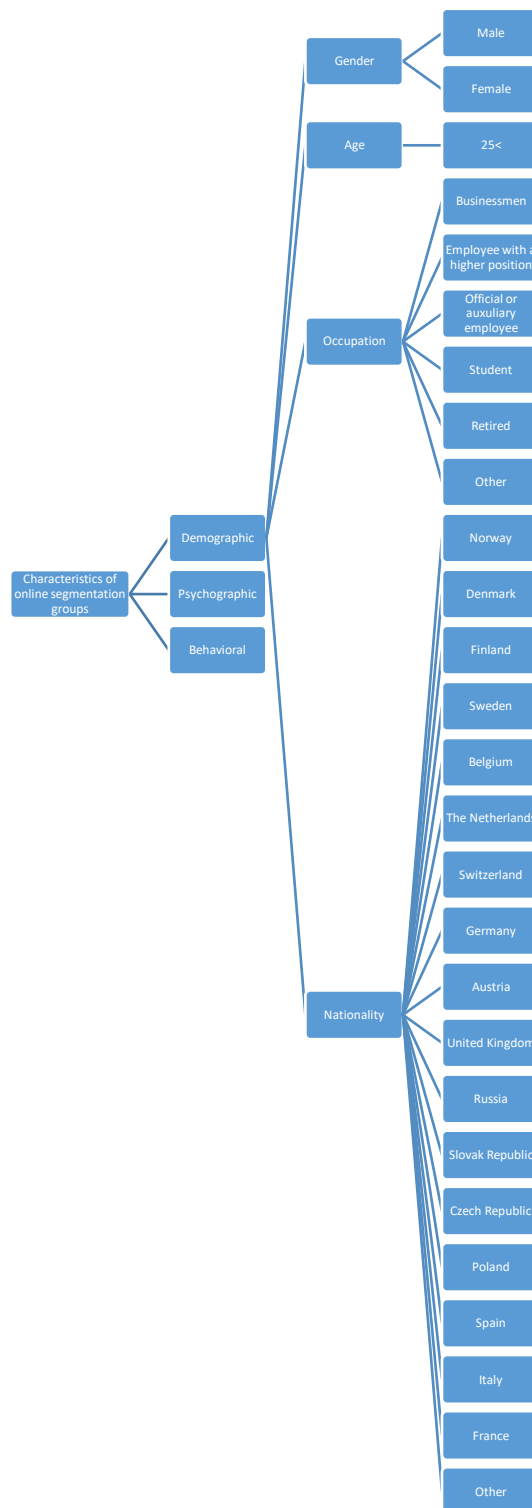 Characteristics of
online segmentation
groups
Demographic
Psychographic
Behavioral
Gender
Male
Female
Age
25<
Occupation
Businessmen
Employee with a
higher position
Official or
auxuliary
employee
Student
Retired
Other
Nationality
Norway
Denmark
Finland
Sweden
Belgium
The Netherlands
Switzerland
Germany
Austria
United Kingdom
Russia
Slovak Republic
Czech Republic
Poland
Spain
Italy
France
Other